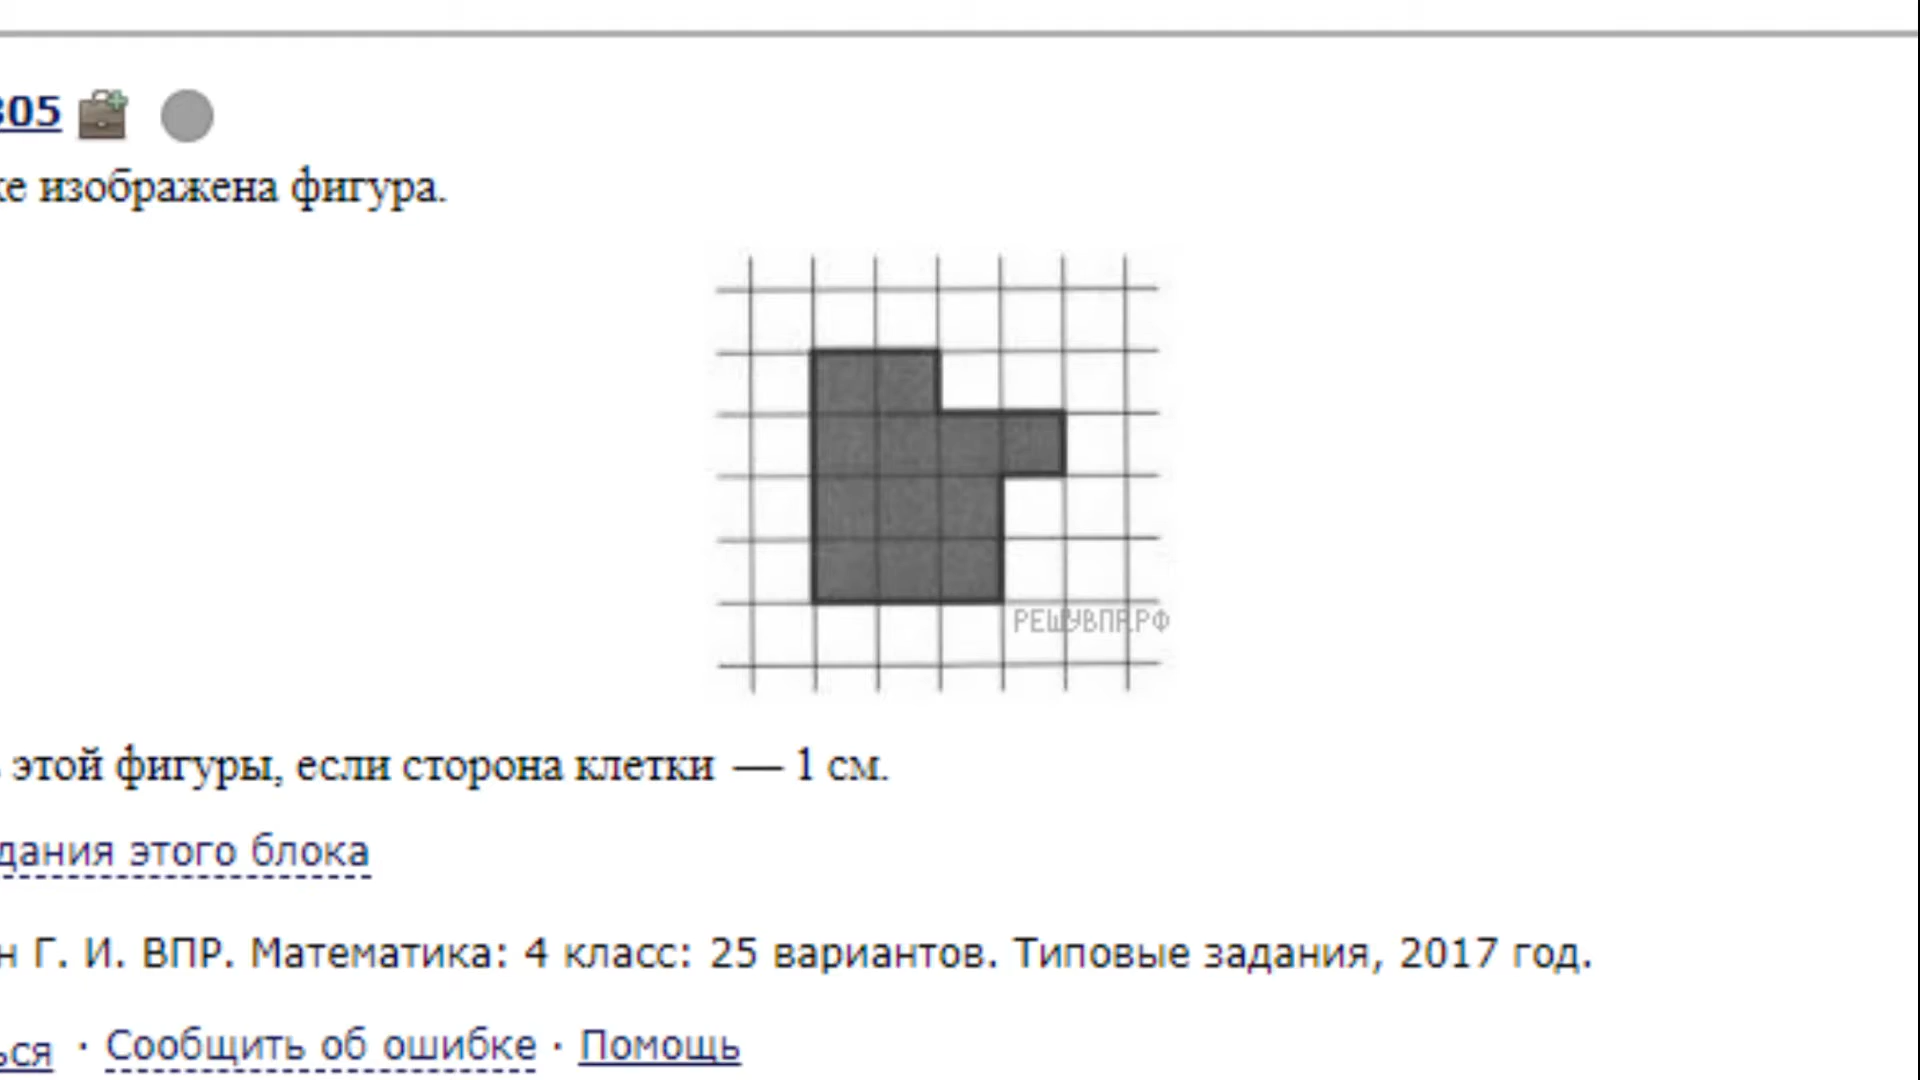 305
же изображена фигура.
РЕШУВПР.РФ
этой фигуры, если сторона клетки — 1 см.
дания этого блока
н Г. И. ВПР. Математика: 4 класс: 25 вариантов. Типовые задания, 2017 год.
ься · Сообщить об ошибке · Помощь